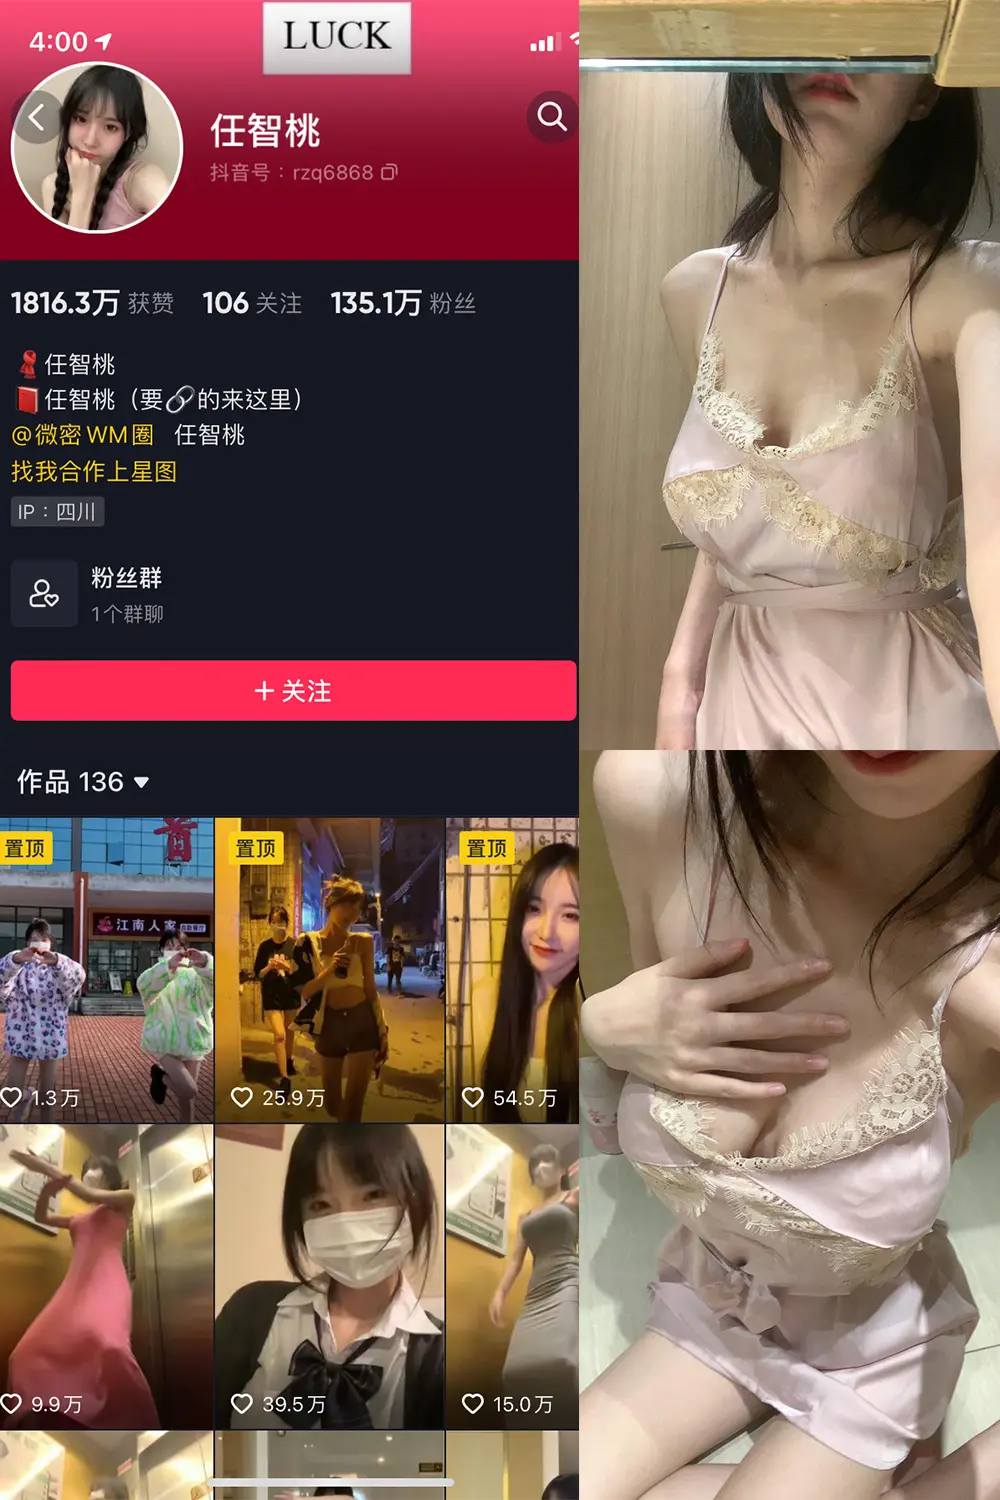 4:00
LUCK
任智桃
抖音号：rzq6868
1816.3万 获赞 106 关注 135.1万 粉丝
任智桃
任智桃（要🔗的来这里）
@微密WM圈 任智桃
找我合作上星图
IP：四川
粉丝群
1个群聊
+ 关注
作品 136
置顶
置顶
置顶
江南人家
1.3万
25.9万
54.5万
9.9万
39.5万
15.0万